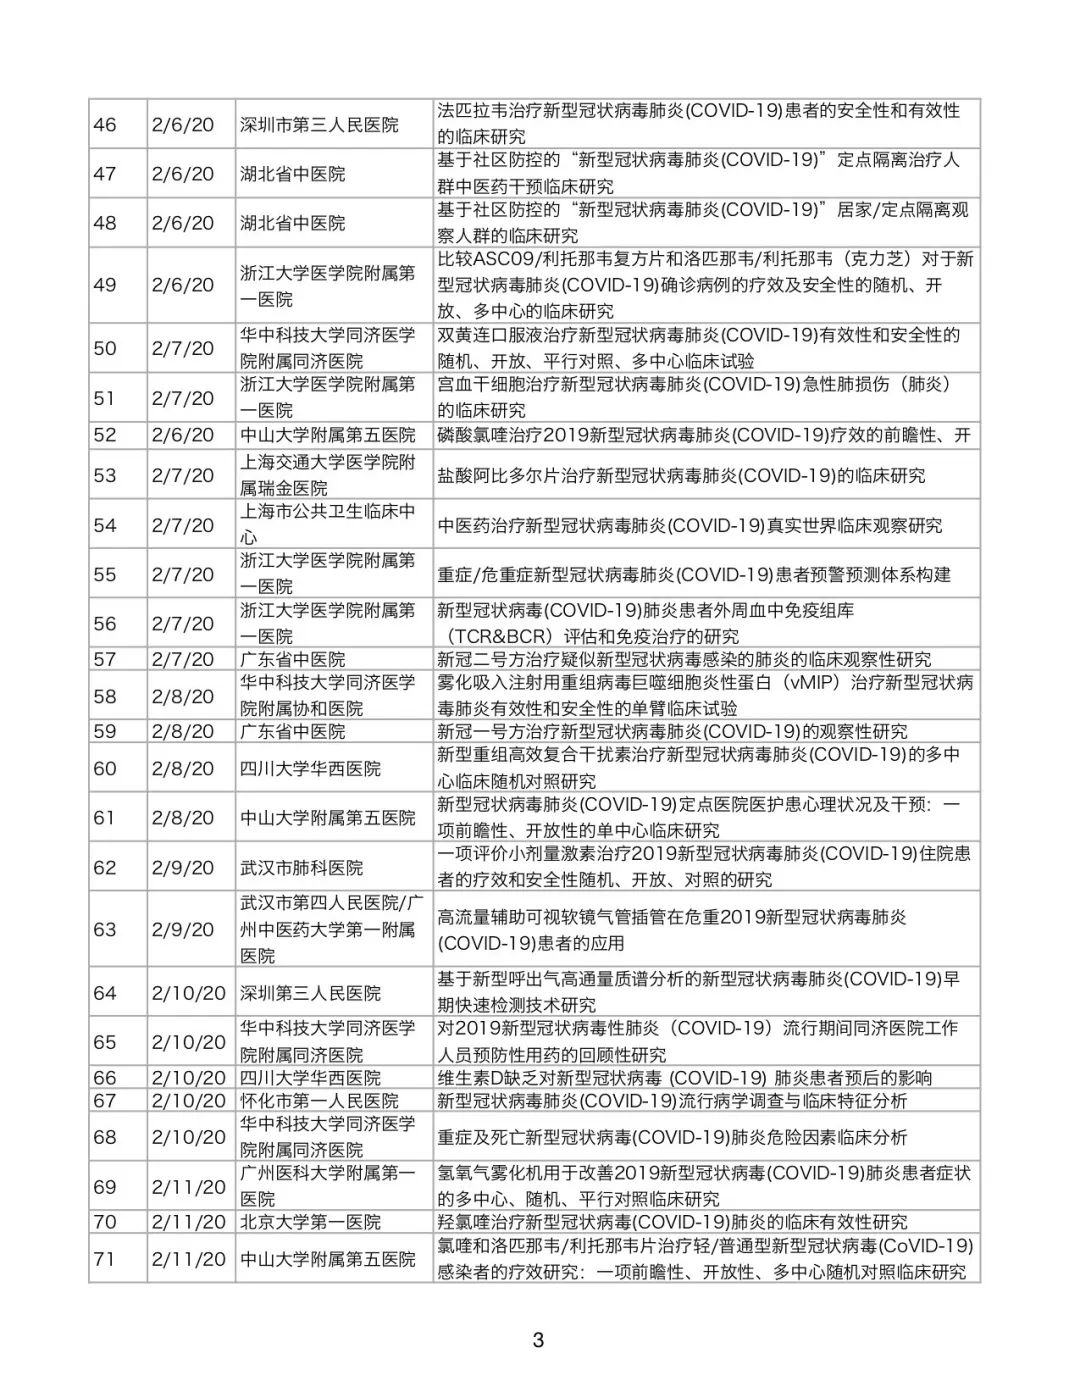 46 2/6/20 深圳市第三人民医院 法匹拉韦治疗新型冠状病毒肺炎(COVID-19)患者的安全性和有效性
的临床研究
47 2/6/20 湖北省中医院 基于社区防控的“新型冠状病毒肺炎(COVID-19)”定点隔离治疗人
群中医药干预临床研究
48 2/6/20 湖北省中医院 基于社区防控的“新型冠状病毒肺炎(COVID-19)”居家/定点隔离观
察人群的临床研究
49 2/6/20 浙江大学医学院附属第
一医院
比较ASC09/利托那韦复方片和洛匹那韦/利托那韦（克力芝）对于新
型冠状病毒肺炎(COVID-19)确诊病例的疗效及安全性的随机、开
放、多中心的临床研究
50 2/7/20 华中科技大学同济医学
院附属同济医院
双黄连口服液治疗新型冠状病毒肺炎(COVID-19)有效性和安全性的
随机、开放、平行对照、多中心临床试验
51 2/7/20 浙江大学医学院附属第
一医院
宫血干细胞治疗新型冠状病毒肺炎(COVID-19)急性肺损伤（肺炎）
的临床研究
52 2/6/20 中山大学附属第五医院 磷酸氯喹治疗2019新型冠状病毒肺炎(COVID-19)疗效的前瞻性、开
53 2/7/20 上海交通大学医学院附
属瑞金医院
盐酸阿比多尔片治疗新型冠状病毒肺炎(COVID-19)的临床研究
54 2/7/20 上海市公共卫生临床中
心
中医药治疗新型冠状病毒肺炎(COVID-19)真实世界临床观察研究
55 2/7/20 浙江大学医学院附属第
一医院
重症/危重症新型冠状病毒肺炎(COVID-19)患者预警预测体系构建
56 2/7/20 浙江大学医学院附属第
一医院
新型冠状病毒(COVID-19)肺炎患者外周血中免疫组库
（TCR&BCR）评估和免疫治疗的研究
57 2/7/20 广东省中医院 新冠二号方治疗疑似新型冠状病毒感染的肺炎的临床观察性研究
58 2/8/20 华中科技大学同济医学
院附属协和医院
雾化吸入注射用重组病毒巨噬细胞炎性蛋白（vMIP）治疗新型冠状病
毒肺炎有效性和安全性的单臂临床试验
59 2/8/20 广东省中医院 新冠一号方治疗新型冠状病毒肺炎(COVID-19)的观察性研究
60 2/8/20 四川大学华西医院 新型重组高效复合干扰素治疗新型冠状病毒肺炎(COVID-19)的多中
心临床随机对照研究
61 2/8/20 中山大学附属第五医院 新型冠状病毒肺炎(COVID-19)定点医院医护患心理状况及干预：一
项前瞻性、开放性的单中心临床研究
62 2/9/20 武汉市肺科医院 一项评价小剂量激素治疗2019新型冠状病毒肺炎(COVID-19)住院患
者的疗效和安全性随机、开放、对照的研究
63 2/9/20 武汉市第四人民医院/广
州中医药大学第一附属
医院
高流量辅助可视软镜气管插管在危重2019新型冠状病毒肺炎
(COVID-19)患者的应用
64 2/10/20 深圳第三人民医院 基于新型呼出气高通量质谱分析的新型冠状病毒肺炎(COVID-19)早
期快速检测技术研究
65 2/10/20 华中科技大学同济医学
院附属同济医院
对2019新型冠状病毒性肺炎（COVID-19）流行期间同济医院工作
人员预防性用药的回顾性研究
66 2/10/20 四川大学华西医院 维生素D缺乏对新型冠状病毒 (COVID-19) 肺炎患者预后的影响
67 2/10/20 怀化市第一人民医院 新型冠状病毒肺炎(COVID-19)流行病学调查与临床特征分析
68 2/10/20 华中科技大学同济医学
院附属同济医院
重症及死亡新型冠状病毒(COVID-19)肺炎危险因素临床分析
69 2/11/20 广州医科大学附属第一
医院
氢氧气雾化机用于改善2019新型冠状病毒(COVID-19)肺炎患者症状
的多中心、随机、平行对照临床研究
70 2/11/20 北京大学第一医院 羟氯喹治疗新型冠状病毒(COVID-19)肺炎的临床有效性研究
71 2/11/20 中山大学附属第五医院 氯喹和洛匹那韦/利托那韦片治疗轻/普通型新型冠状病毒(CoVID-19)
感染者的疗效研究：一项前瞻性、开放性、多中心随机对照临床研究
3